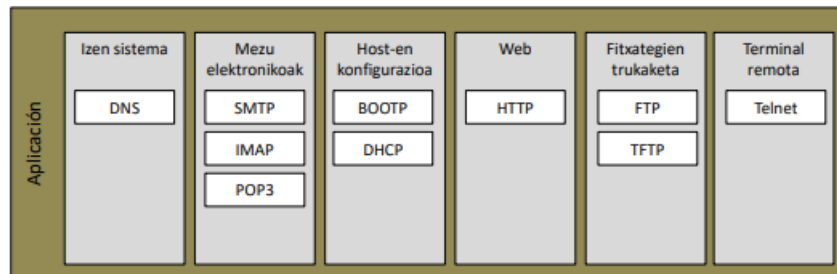 Aplicación
Izen sistema
DNS
Mezu
elektronikoak
SMTP
IMAP
POP3
Host-en
konfigurazioa
BOOTP
DHCP
Web
HTTP
Fitxategien
trukaketa
FTP
TFTP
Terminal
remota
Telnet